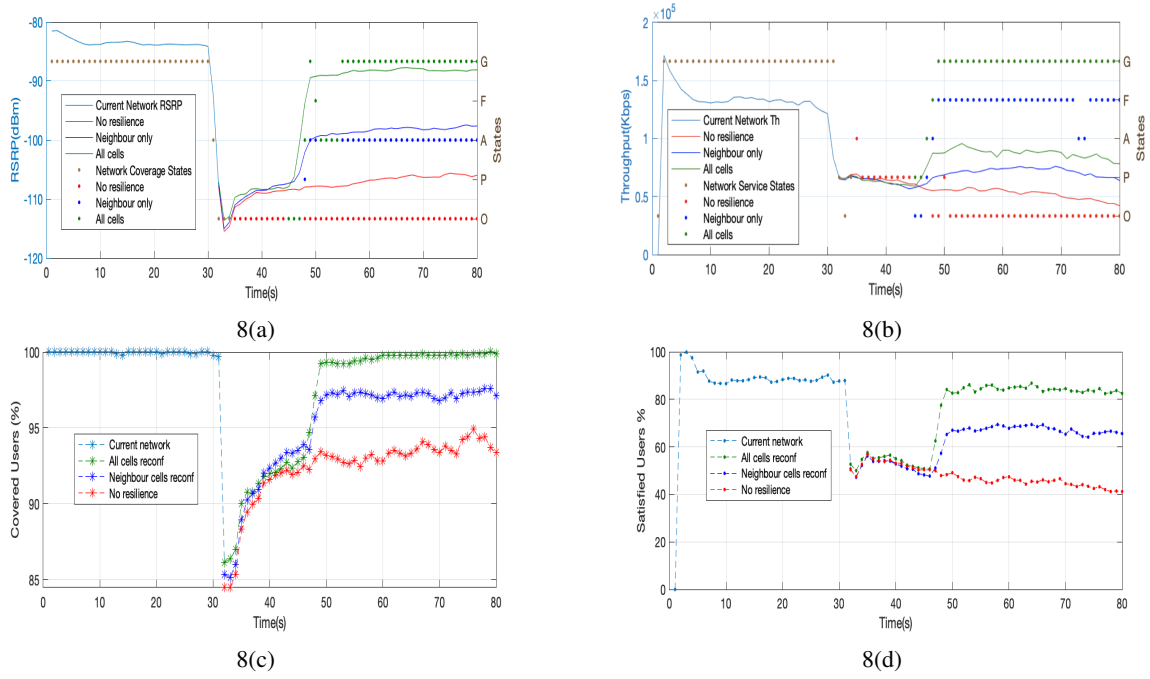 -80
-90
-100
-113
-120
RSRP(dBm)
Current Network RSRP
No resilience
Neighbour only
All cells
Network Coverage States
No resilience
Neighbour only
All cells
G
F
A
P
O
States
0 10 20 30 40 50 60 70 80
Time(s)
8(a)
×10^5
2
1.5
1
0.5
0
Throughput(Kbps)
Current Network Th
No resilience
Neighbour only
All cells
Network Service States
No resilience
Neighbour only
All cells
G
F
A
P
O
States
0 10 20 30 40 50 60 70 80
Time(s)
8(b)
100
95
90
85
Covered Users (%)
Current network
All cells reconf
Neighbour cells reconf
No resilience
0 10 20 30 40 50 60 70 80
Time(s)
8(c)
100
80
60
40
20
0
Satisfied Users %
Current network
All cells reconf
Neighbour cells reconf
No resilience
0 10 20 30 40 50 60 70 80
Time(s)
8(d)